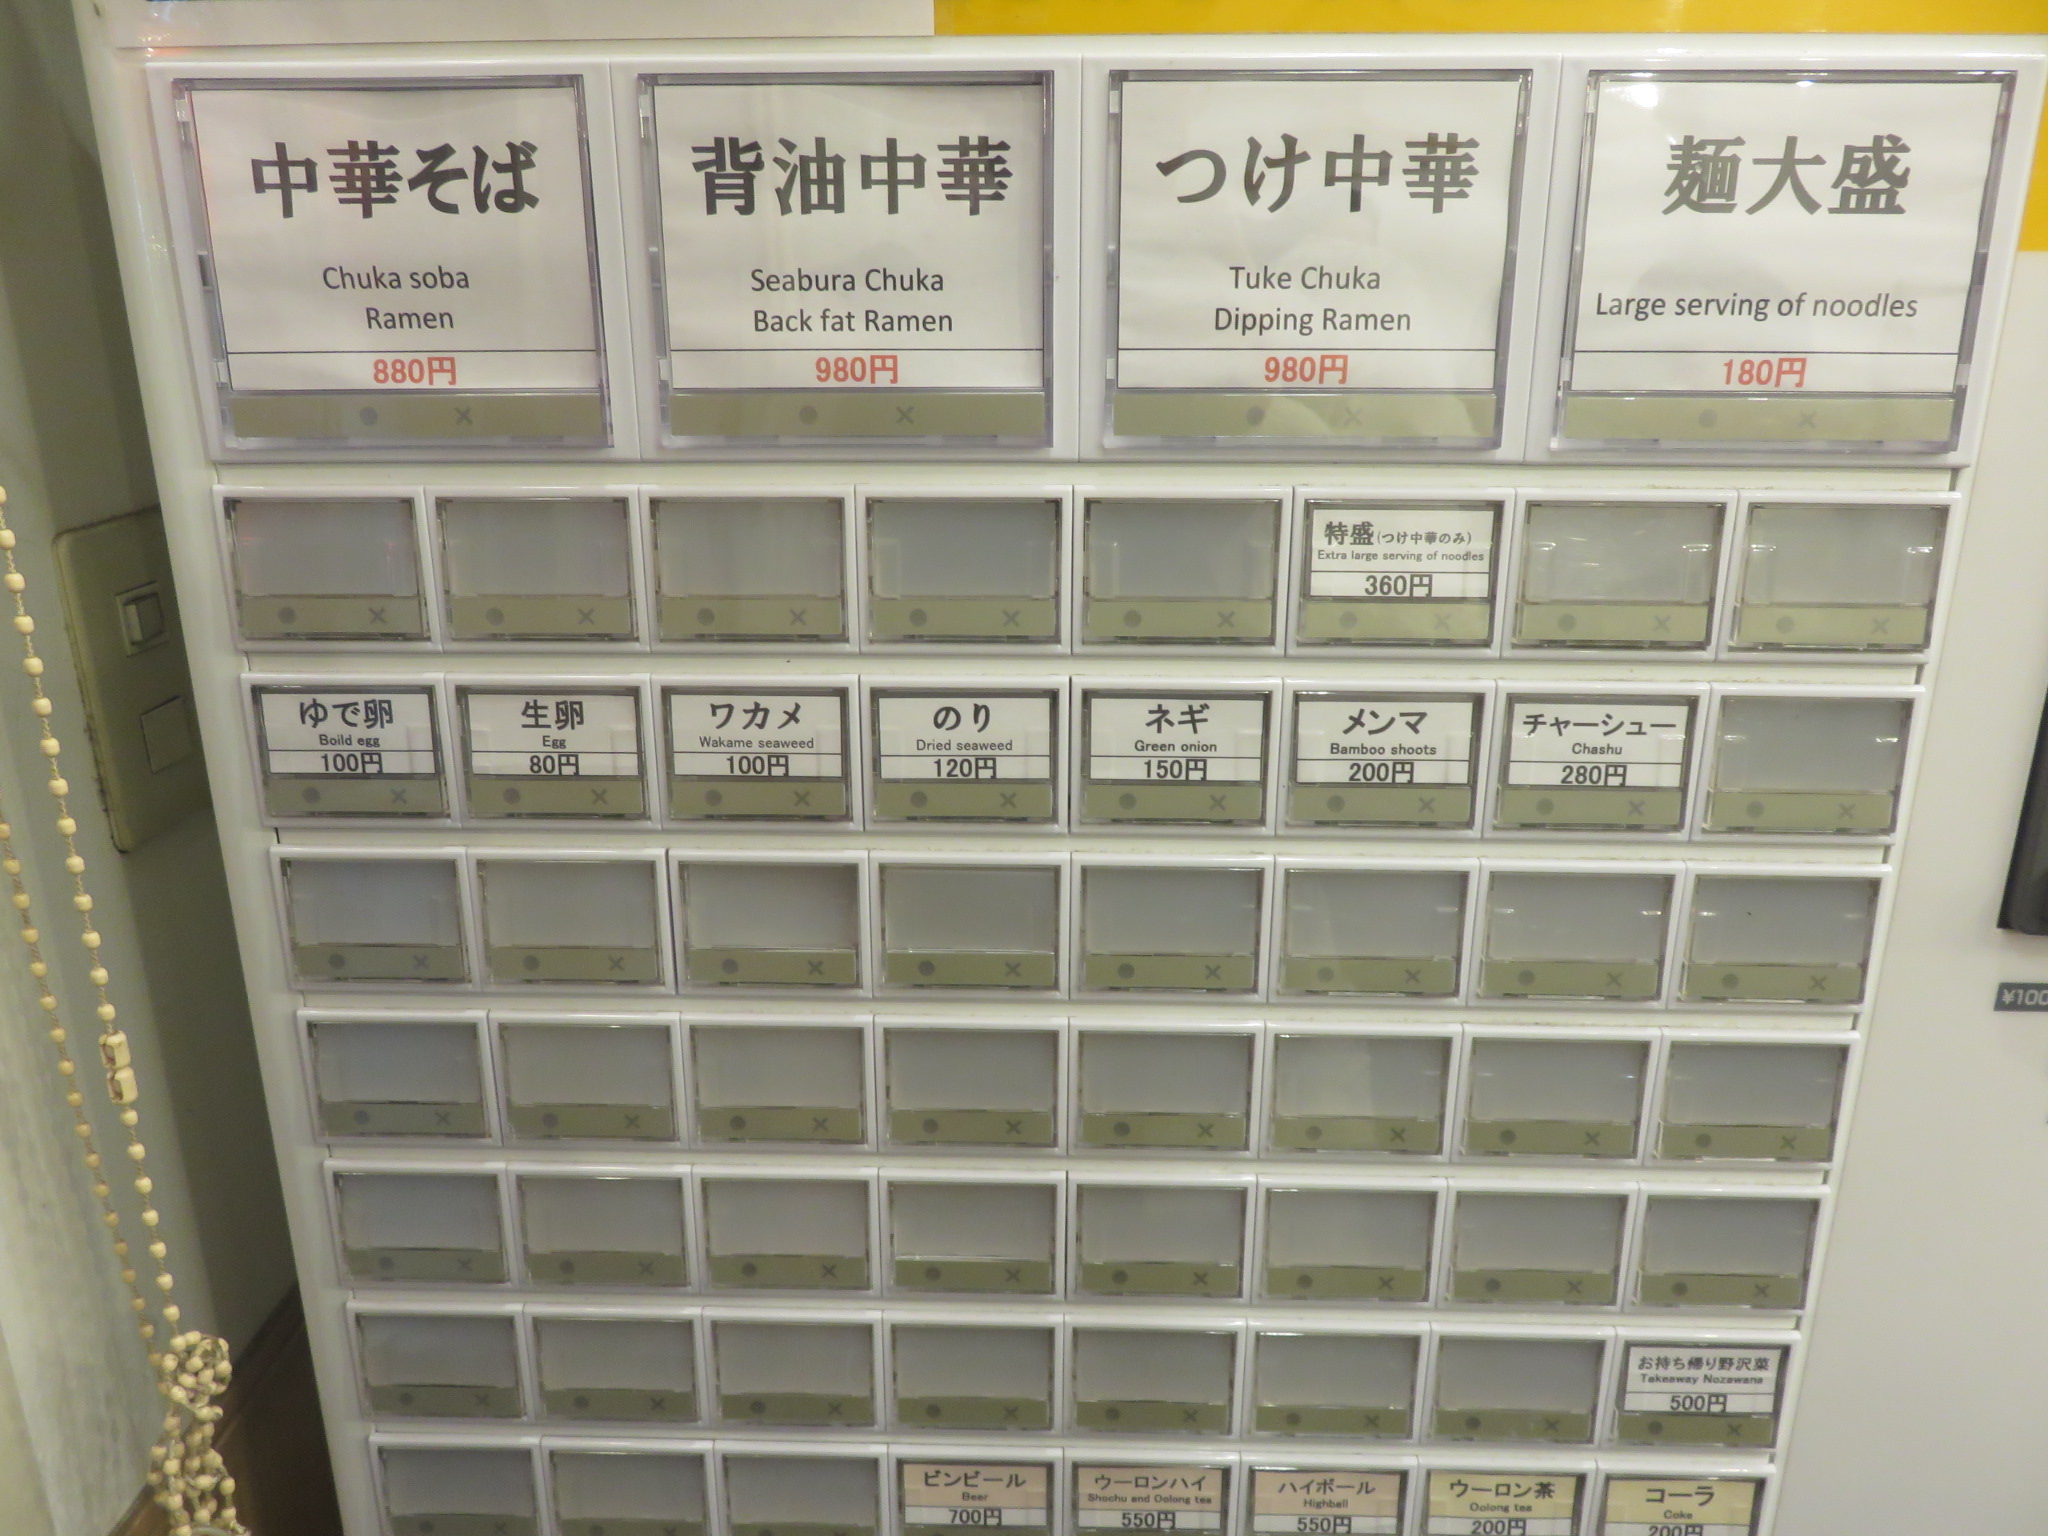 中華そば
Chuka soba
Ramen
880円
背油中華
Seabura Chuka
Back fat Ramen
980円
つけ中華
Tuke Chuka
Dipping Ramen
980円
麺大盛
Large serving of noodles
180円
特盛(つけ中華のみ)
Extra large serving of noodles
360円
ゆで卵
Boild egg
100円
生卵
Egg
80円
ワカメ
Wakame seaweed
100円
のり
Dried seaweed
120円
ネギ
Green onion
150円
メンマ
Bamboo shoots
200円
チャーシュー
Chashu
280円
¥100
お持ち帰り野沢菜
Takeaway Nozawana
500円
ビンビール
Beer
700円
ウーロンハイ
Shochu and Oolong tea
550円
ハイボール
Highball
550円
ウーロン茶
Oolong tea
200円
コーラ
Coke
200円